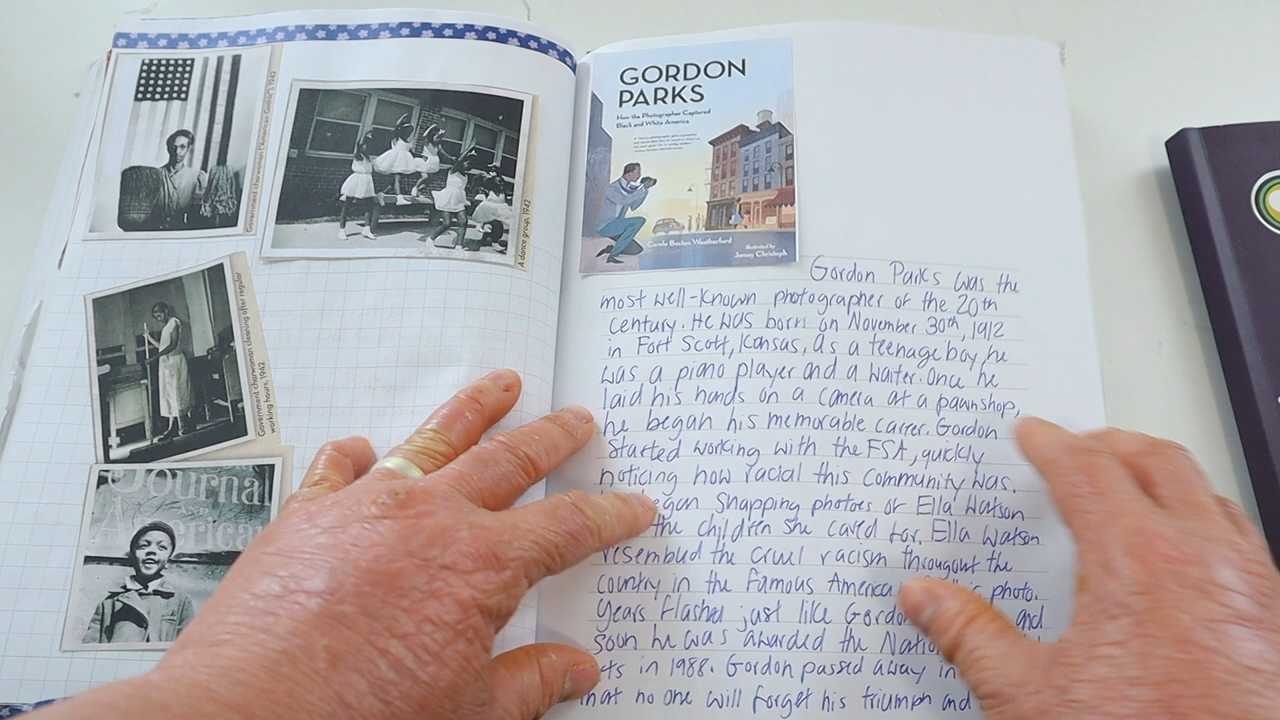 Government charwoman ("American Gothic"), 1942
A dance group, 1942
Government charwoman cleaning after regular
working hours, 1942
Journal
America
GORDON
PARKS
How the Photographer Captured
Black and White America
Carole Boston Weatherford
illustrated by
Jamey Christoph
Gordon Parks was the
most well-known photographer of the 20th
century. He was born on November 30th, 1912
in Fort Scott, Kansas, as a teenage boy, he
was a piano player and a waiter. Once he
laid his hands on a camera at a pawnshop,
he began his memorable career. Gordon
started working with the FSA, quickly
noticing how racial this community was.
began snapping photoes of Ella Watson
the children she cared for. Ella Watson
resembled the cruel racism throughout the
country in the famous America photo.
Years flashed just like Gordon and
soon he was awarded the
in 1988. Gordon passed away in
that no one will forget his triumph and